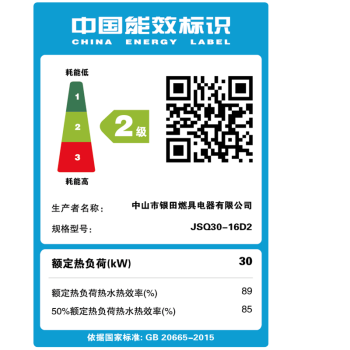 中国能效标识
CHINA ENERGY LABEL
耗能低
1
2
3
2级
耗能高
生产者名称: 中山市银田燃具电器有限公司
规格型号: JSQ30-16D2
额定热负荷(kW) 30
额定热负荷热水热效率(%) 89
50%额定热负荷热水热效率(%) 85
依据国家标准: GB 20665-2015